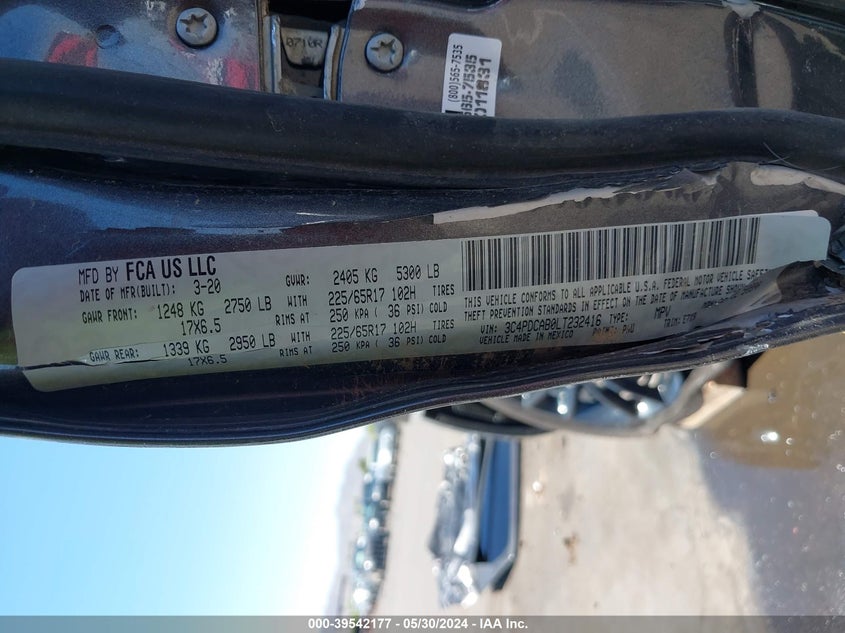 0710R
(800)565-7535
MFD BY FCA US LLC
DATE OF MFR(BUILT): 3-20 GVWR: 2405 KG 5300 LB
GAWR FRONT: 1248 KG 2750 LB WITH 225/65R17 102H TIRES
17X6.5 RIMS AT 250 KPA ( 36 PSI) COLD
GAWR REAR: 1339 KG 2950 LB WITH 225/65R17 102H TIRES
17X6.5 RIMS AT 250 KPA ( 36 PSI) COLD
THIS VEHICLE CONFORMS TO ALL APPLICABLE U.S.A. FEDERAL MOTOR VEHICLE SAFETY
THEFT PREVENTION STANDARDS IN EFFECT ON THE DATE OF MANUFACTURE SHOWN
VIN: 3C4PDCAB0LT232416 TYPE: MPV
VEHICLE MADE IN MEXICO PAINT: TRIM:
000-39542177 - 05/30/2024 - IAA Inc.